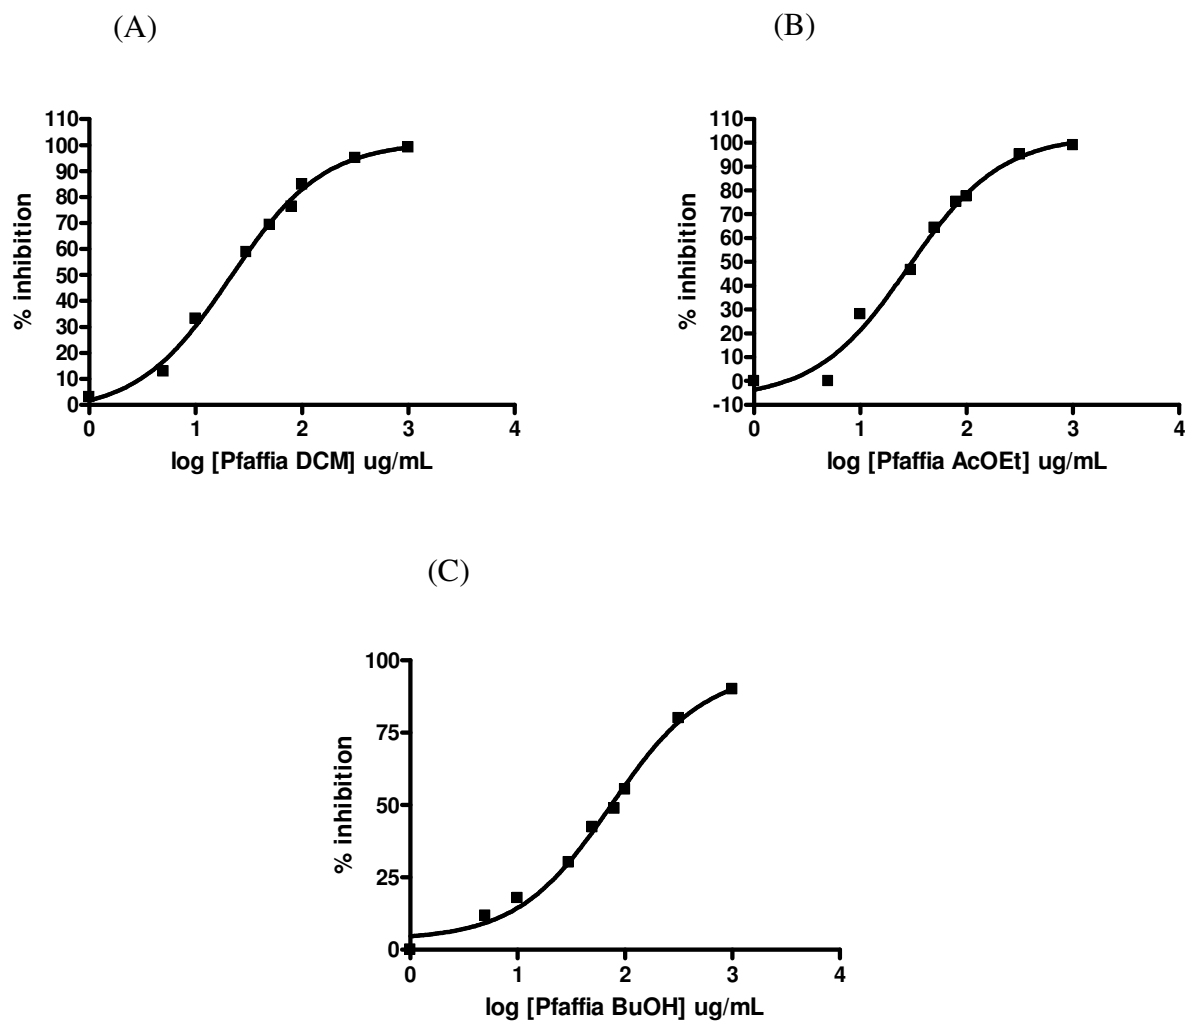 (A)
110
100
90
80
70
60
50
40
30
20
10
0
% inhibition
0 1 2 3 4
log [Pfaffia DCM] ug/mL
(B)
110
100
90
80
70
60
50
40
30
20
10
0
-10
% inhibition
0 1 2 3 4
log [Pfaffia AcOEt] ug/mL
(C)
100
75
50
25
0
% inhibition
0 1 2 3 4
log [Pfaffia BuOH] ug/mL